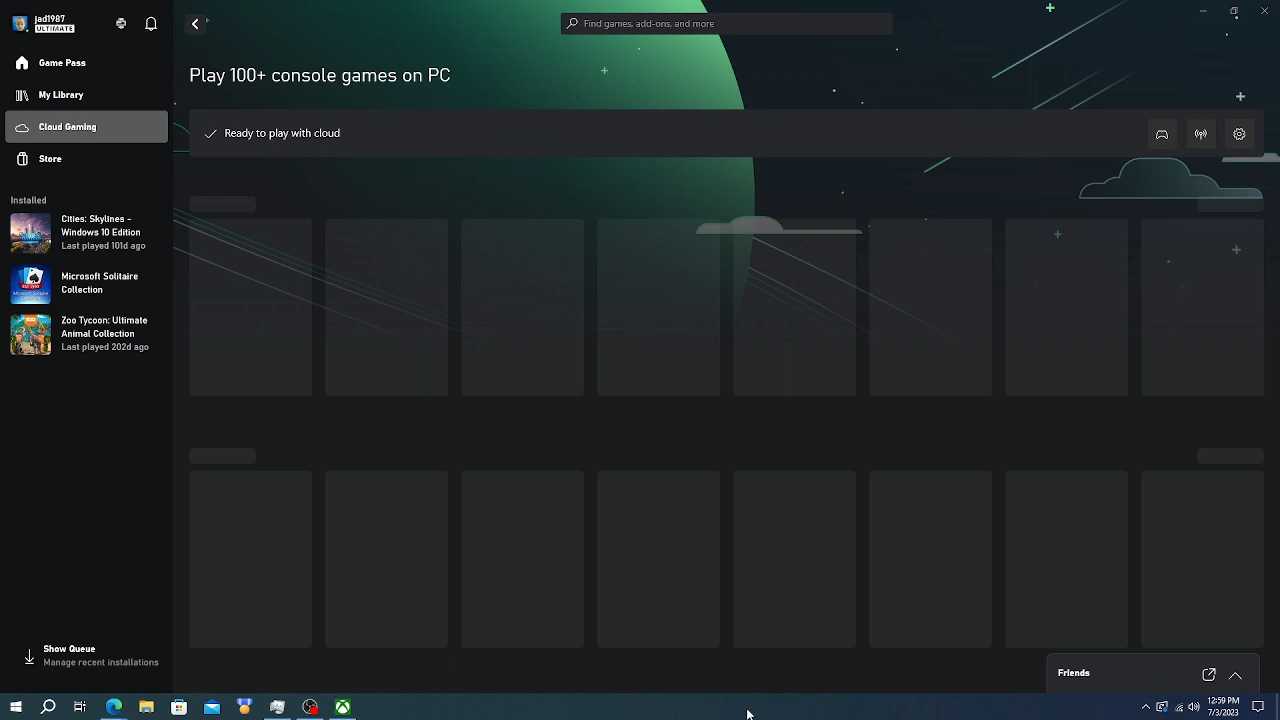 jad1987
ULTIMATE
Find games, add-ons, and more
Game Pass
My Library
Cloud Gaming
Store
Installed
Cities: Skylines -
Windows 10 Edition
Last played 101d ago
Microsoft Solitaire
Collection
Zoo Tycoon: Ultimate
Animal Collection
Last played 202d ago
Show Queue
Manage recent installations
Play 100+ console games on PC
Ready to play with cloud
Friends
12:59 PM
7/3/2023